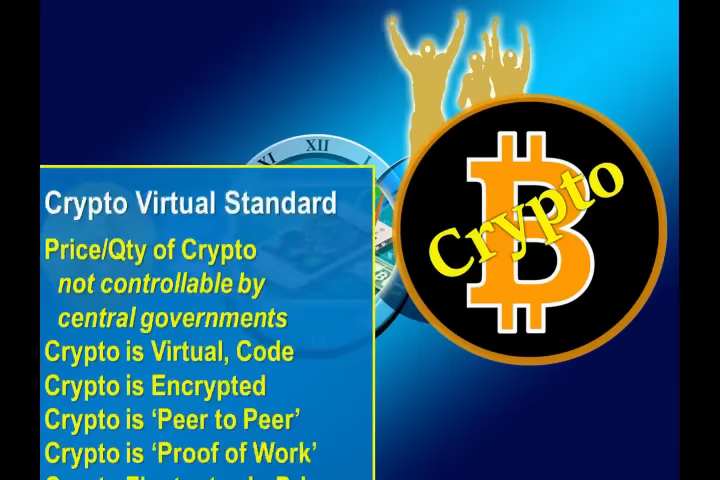 XII
XI
I
Crypto
Crypto Virtual Standard
Price/Qty of Crypto
not controllable by
central governments
Crypto is Virtual, Code
Crypto is Encrypted
Crypto is ‘Peer to Peer’
Crypto is ‘Proof of Work’